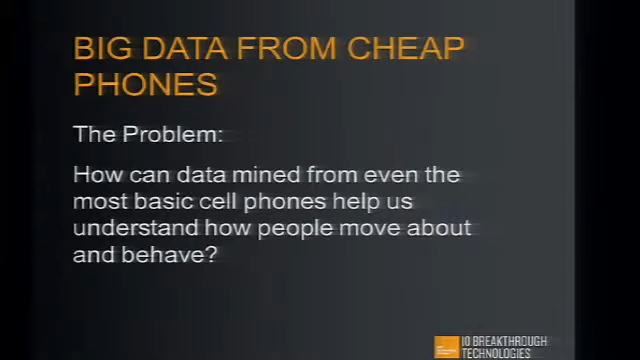 BIG DATA FROM CHEAP
PHONES
The Problem:
How can data mined from even the
most basic cell phones help us
understand how people move about
and behave?
10 BREAKTHROUGH
TECHNOLOGIES